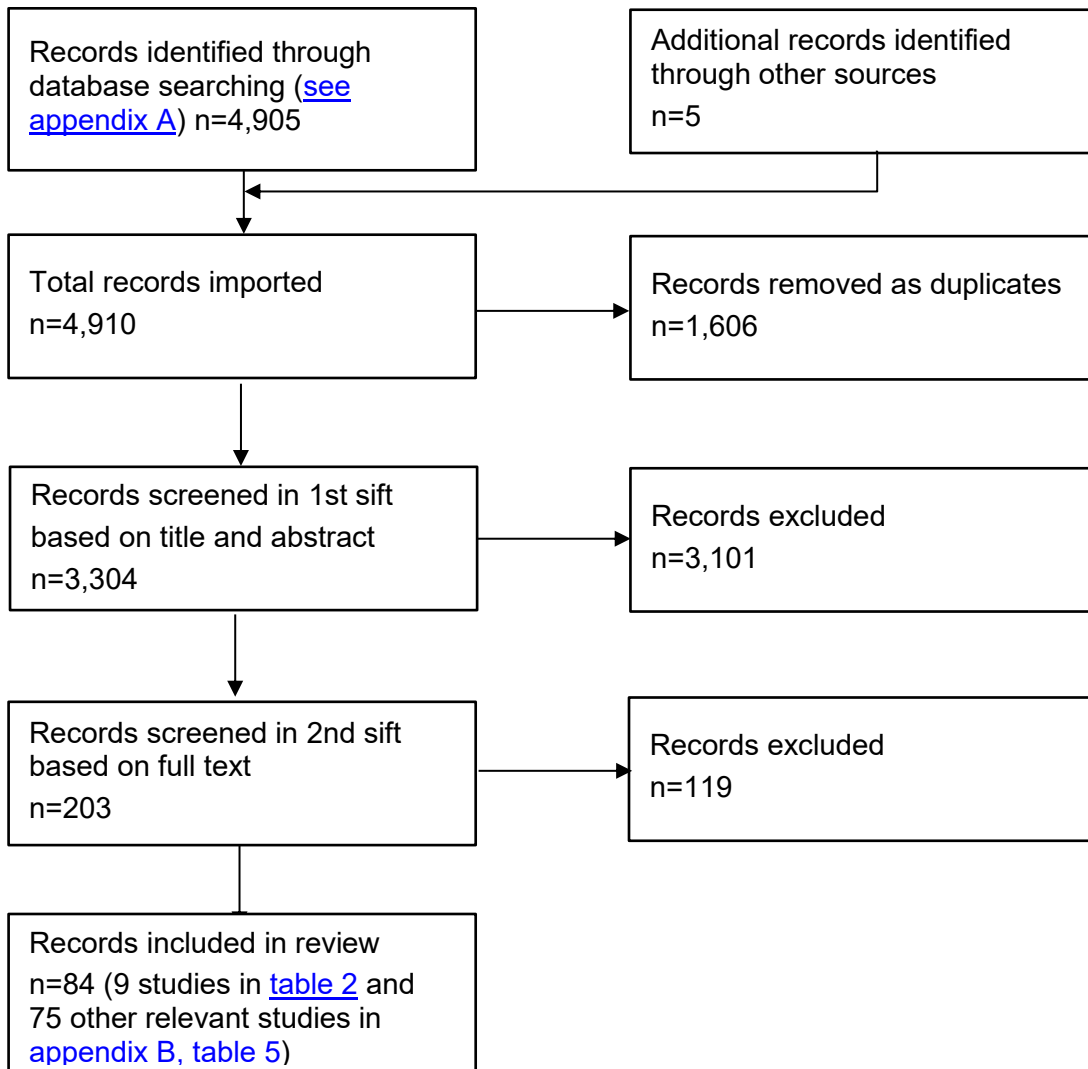 Records identified through
database searching (see
appendix A) n=4,905
Additional records identified
through other sources
n=5
Total records imported
n=4,910
Records removed as duplicates
n=1,606
Records screened in 1st sift
based on title and abstract
n=3,304
Records excluded
n=3,101
Records screened in 2nd sift
based on full text
n=203
Records excluded
n=119
Records included in review
n=84 (9 studies in table 2 and
75 other relevant studies in
appendix B, table 5)